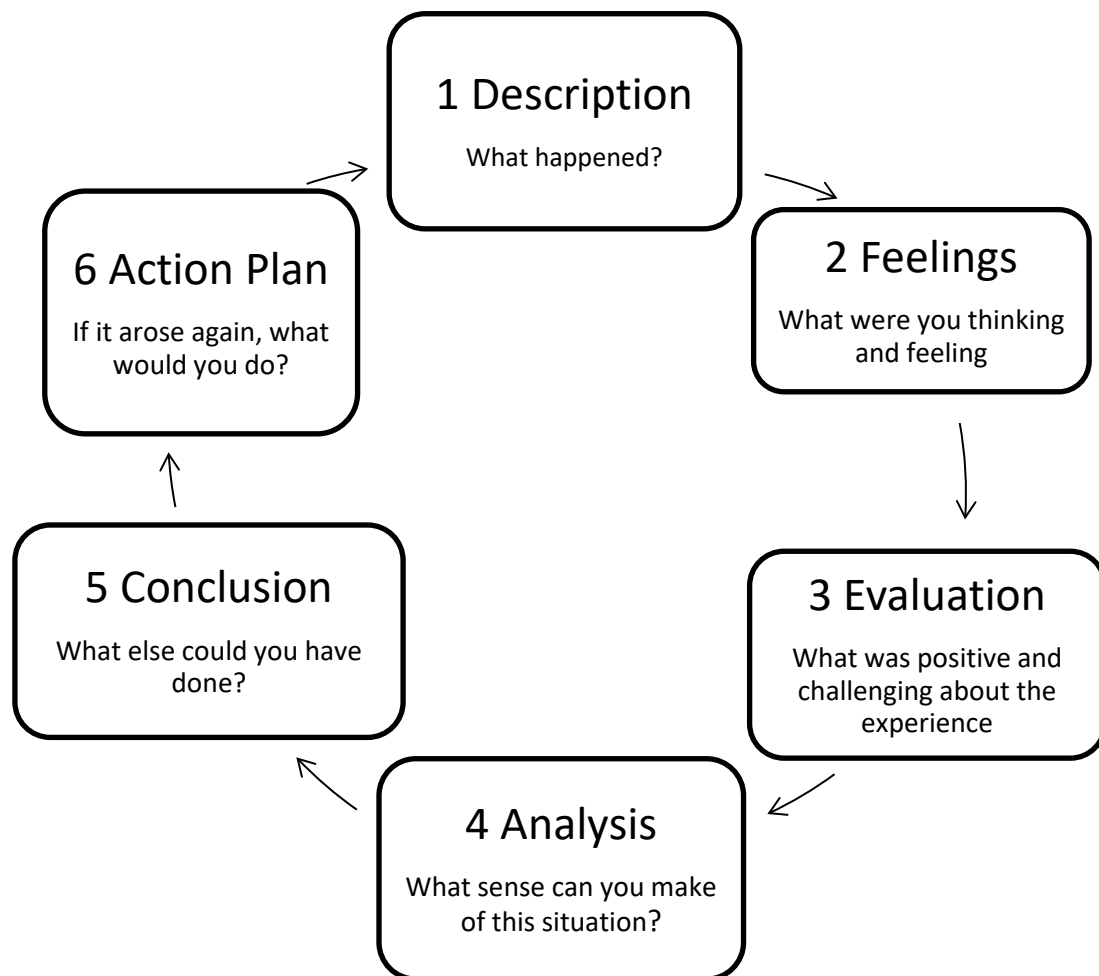 1 Description
What happened?
2 Feelings
What were you thinking
and feeling
3 Evaluation
What was positive and
challenging about the
experience
4 Analysis
What sense can you make
of this situation?
5 Conclusion
What else could you have
done?
6 Action Plan
If it arose again, what
would you do?